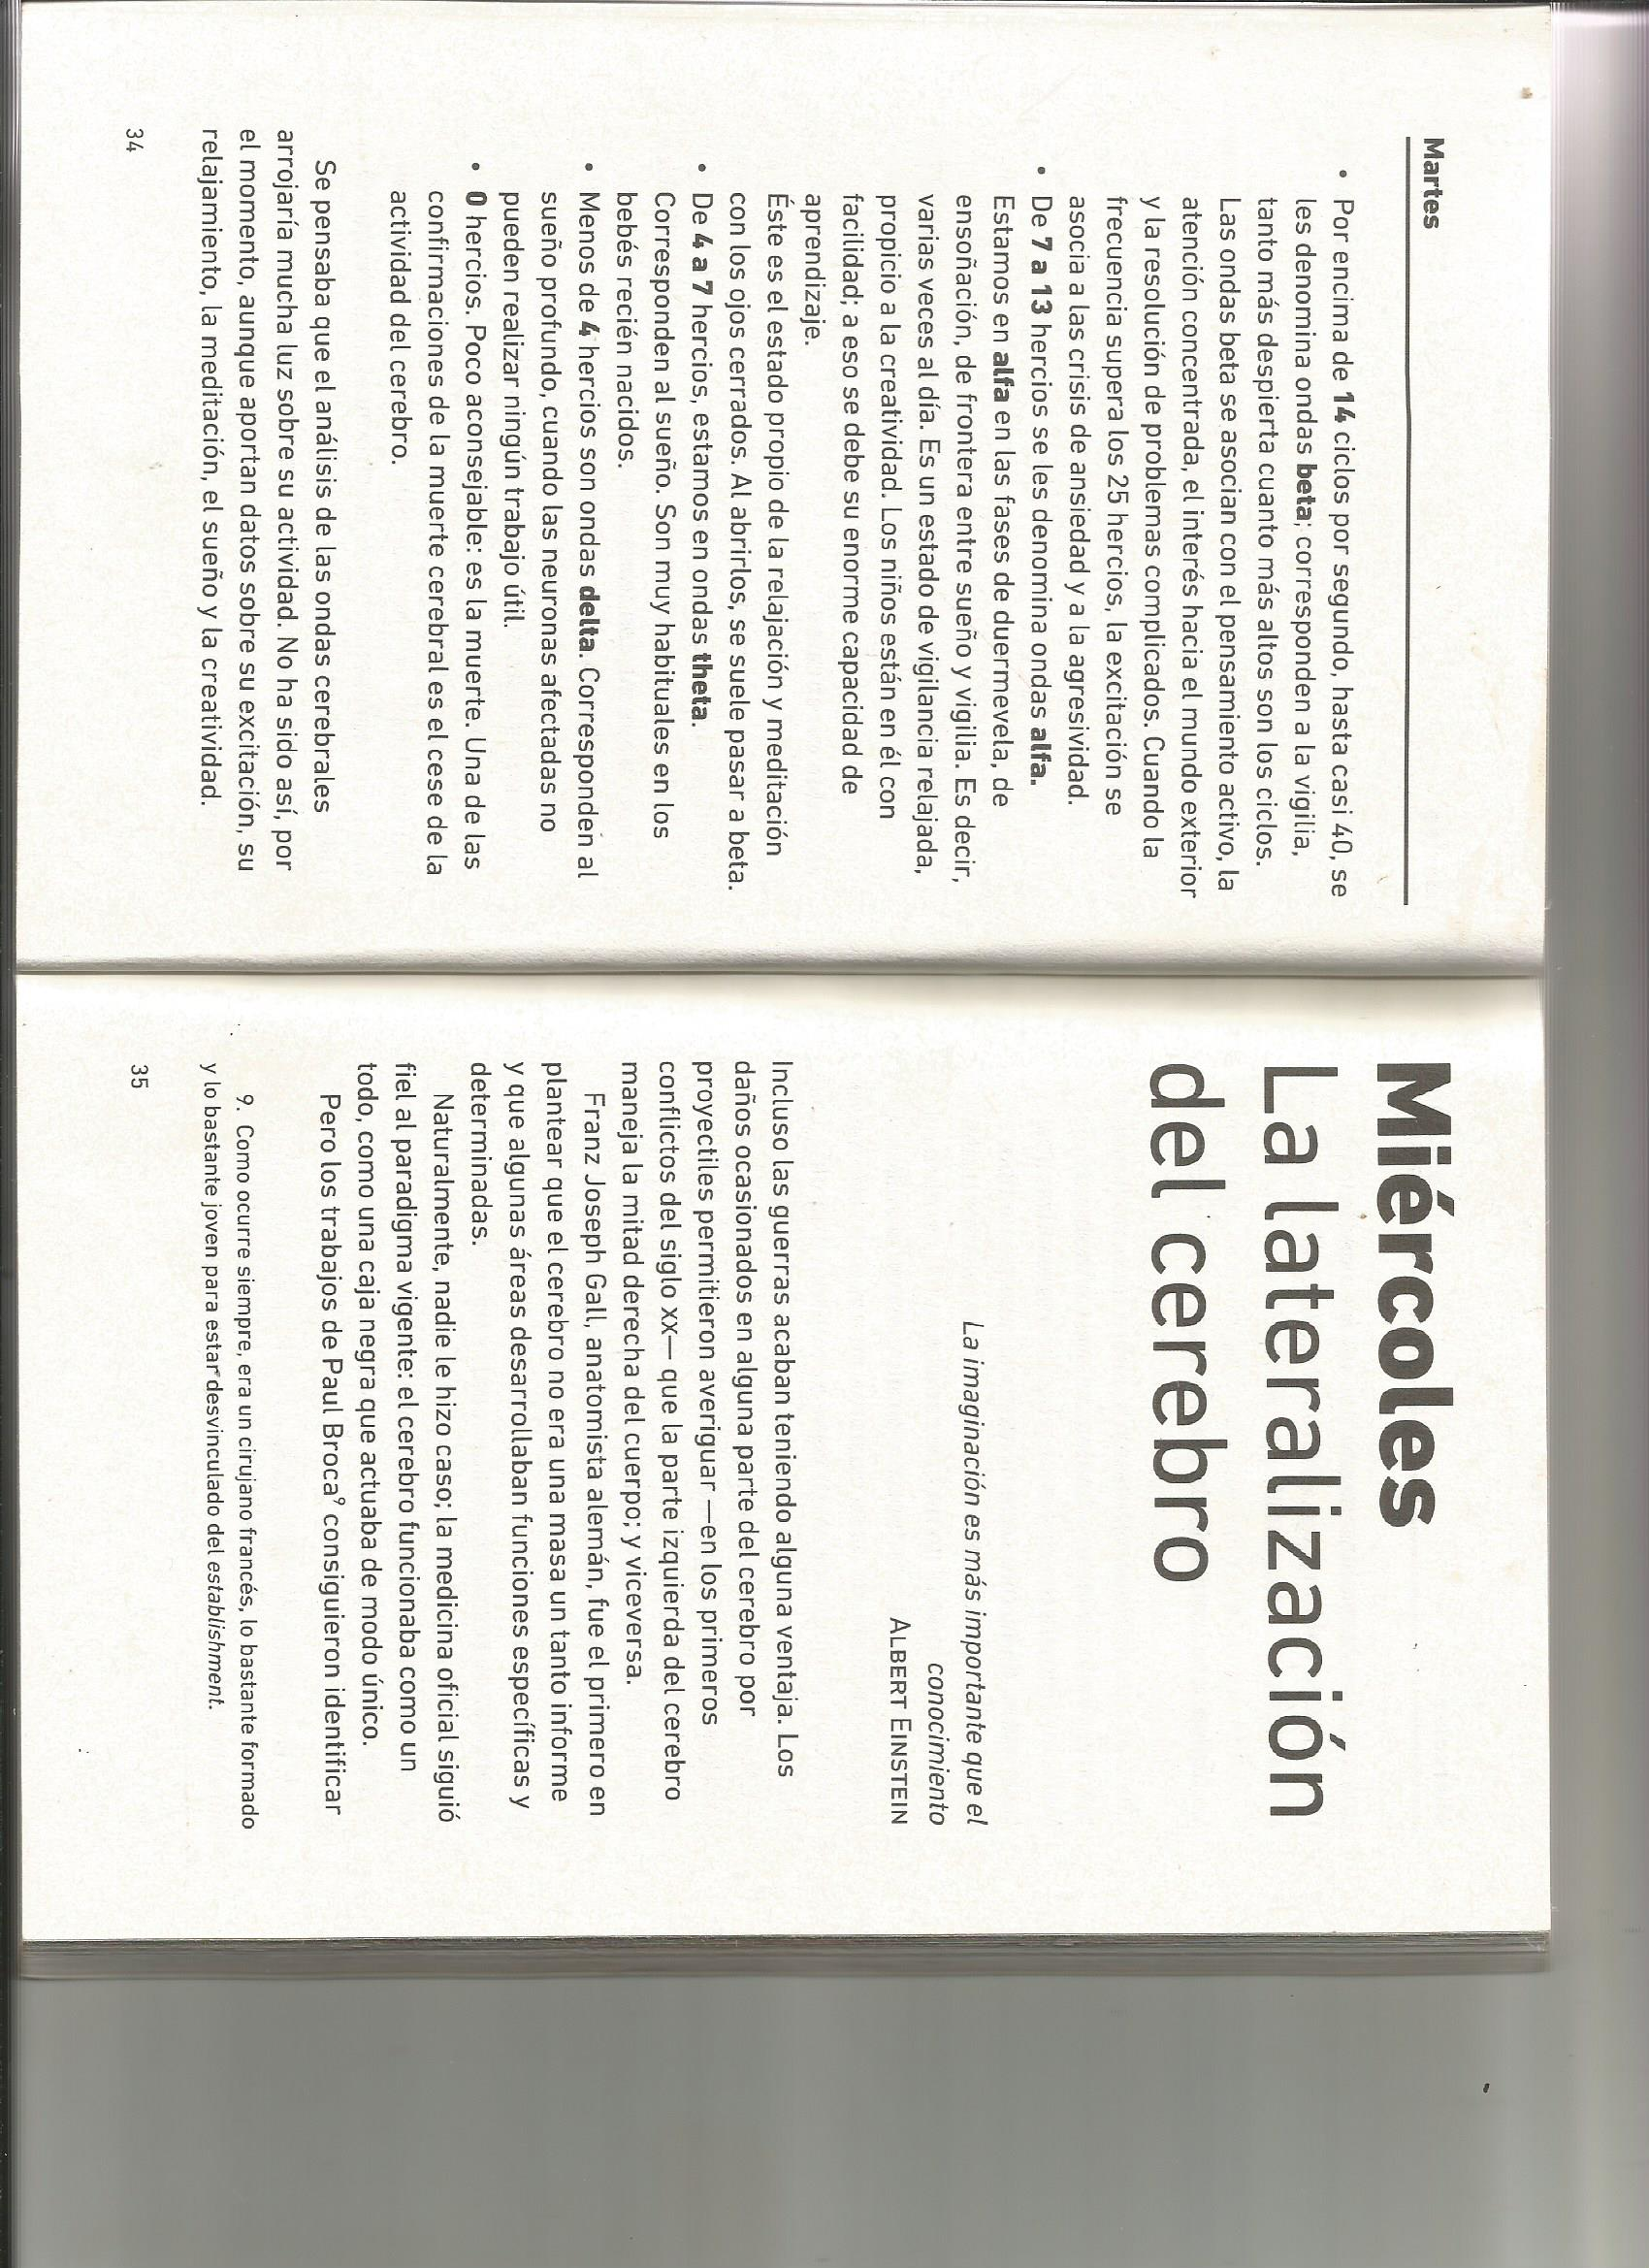 Martes
• Por encima de 14 ciclos por segundo, hasta casi 40, se
les denomina ondas beta; corresponden a la vigilia,
tanto más despierta cuanto más altos son los ciclos.
Las ondas beta se asocian con el pensamiento activo, la
atención concentrada, el interés hacia el mundo exterior
y la resolución de problemas complicados. Cuando la
frecuencia supera los 25 hercios, la excitación se
asocia a las crisis de ansiedad y a la agresividad.
• De 7 a 13 hercios se les denomina ondas alfa.
Estamos en alfa en las fases de duermevela, de
ensoñación, de frontera entre sueño y vigilia. Es decir,
varias veces al día. Es un estado de vigilancia relajada,
propicio a la creatividad. Los niños están en él con
facilidad; a eso se debe su enorme capacidad de
aprendizaje.
Éste es el estado propio de la relajación y meditación
con los ojos cerrados. Al abrirlos, se suele pasar a beta.
• De 4 a 7 hercios, estamos en ondas theta.
Corresponden al sueño. Son muy habituales en los
bebés recién nacidos.
• Menos de 4 hercios son ondas delta. Corresponden al
sueño profundo, cuando las neuronas afectadas no
pueden realizar ningún trabajo útil.
• 0 hercios. Poco aconsejable: es la muerte. Una de las
confirmaciones de la muerte cerebral es el cese de la
actividad del cerebro.
Se pensaba que el análisis de las ondas cerebrales
arrojaría mucha luz sobre su actividad. No ha sido así, por
el momento, aunque aportan datos sobre su excitación, su
relajamiento, la meditación, el sueño y la creatividad.
34
Miércoles
La lateralización
del cerebro
La imaginación es más importante que el
conocimiento
ALBERT EINSTEIN
Incluso las guerras acaban teniendo alguna ventaja. Los
daños ocasionados en alguna parte del cerebro por
proyectiles permitieron averiguar —en los primeros
conflictos del siglo XX— que la parte izquierda del cerebro
maneja la mitad derecha del cuerpo; y viceversa.
Franz Joseph Gall, anatomista alemán, fue el primero en
plantear que el cerebro no era una masa un tanto informe
y que algunas áreas desarrollaban funciones específicas y
determinadas.
Naturalmente, nadie le hizo caso; la medicina oficial siguió
fiel al paradigma vigente: el cerebro funcionaba como un
todo, como una caja negra que actuaba de modo único.
Pero los trabajos de Paul Broca⁹ consiguieron identificar
9. Como ocurre siempre, era un cirujano francés, lo bastante formado
y lo bastante joven para estar desvinculado del establishment.
35